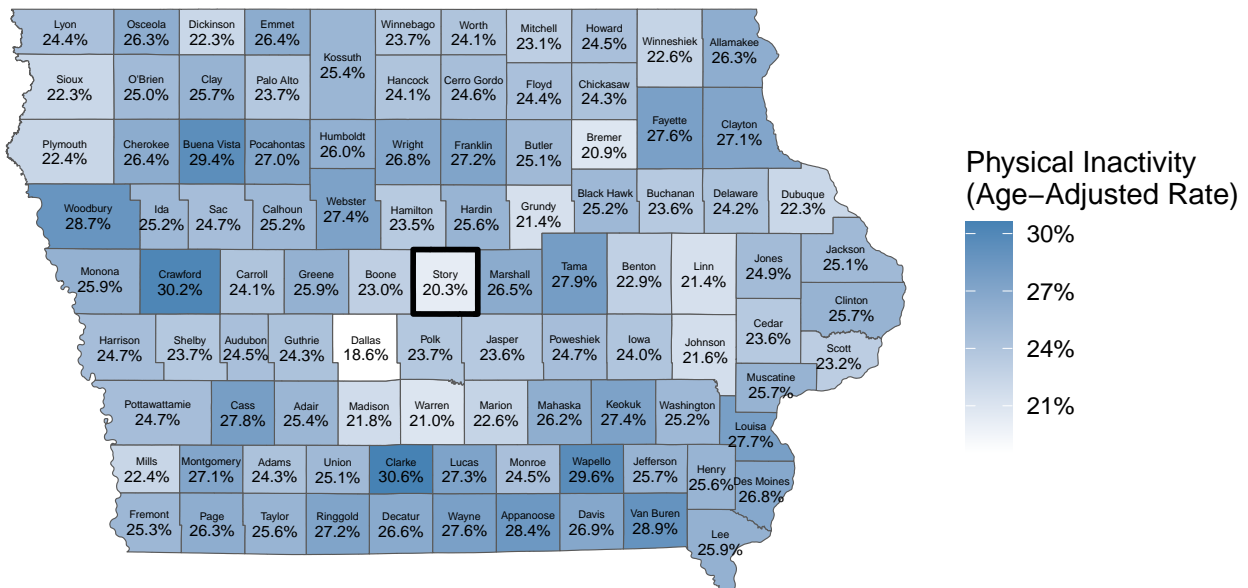 Lyon
24.4%
Osceola
26.3%
Dickinson
22.3%
Emmet
26.4%
Kossuth
25.4%
Winnebago
23.7%
Worth
24.1%
Mitchell
23.1%
Howard
24.5%
Winneshiek
22.6%
Allamakee
26.3%
Sioux
22.3%
O'Brien
25.0%
Clay
25.7%
Palo Alto
23.7%
Hancock
24.1%
Cerro Gordo
24.6%
Floyd
24.4%
Chickasaw
24.3%
Fayette
27.6%
Clayton
27.1%
Plymouth
22.4%
Cherokee
26.4%
Buena Vista
29.4%
Pocahontas
27.0%
Humboldt
26.0%
Wright
26.8%
Franklin
27.2%
Butler
25.1%
Bremer
20.9%
Woodbury
28.7%
Ida
25.2%
Sac
24.7%
Calhoun
25.2%
Webster
27.4%
Hamilton
23.5%
Hardin
25.6%
Grundy
21.4%
Black Hawk
25.2%
Buchanan
23.6%
Delaware
24.2%
Dubuque
22.3%
Monona
25.9%
Crawford
30.2%
Carroll
24.1%
Greene
25.9%
Boone
23.0%
Story
20.3%
Marshall
26.5%
Tama
27.9%
Benton
22.9%
Linn
21.4%
Jones
24.9%
Jackson
25.1%
Clinton
25.7%
Harrison
24.7%
Shelby
23.7%
Audubon
24.5%
Guthrie
24.3%
Dallas
18.6%
Polk
23.7%
Jasper
23.6%
Poweshiek
24.7%
Iowa
24.0%
Johnson
21.6%
Cedar
23.6%
Scott
23.2%
Muscatine
25.7%
Pottawattamie
24.7%
Cass
27.8%
Adair
25.4%
Madison
21.8%
Warren
21.0%
Marion
22.6%
Mahaska
26.2%
Keokuk
27.4%
Washington
25.2%
Louisa
27.7%
Mills
22.4%
Montgomery
27.1%
Adams
24.3%
Union
25.1%
Clarke
30.6%
Lucas
27.3%
Monroe
24.5%
Wapello
29.6%
Jefferson
25.7%
Henry
25.6%
Des Moines
26.8%
Fremont
25.3%
Page
26.3%
Taylor
25.6%
Ringgold
27.2%
Decatur
26.6%
Wayne
27.6%
Appanoose
28.4%
Davis
26.9%
Van Buren
28.9%
Lee
25.9%
Physical Inactivity
(Age−Adjusted Rate)
30%
27%
24%
21%